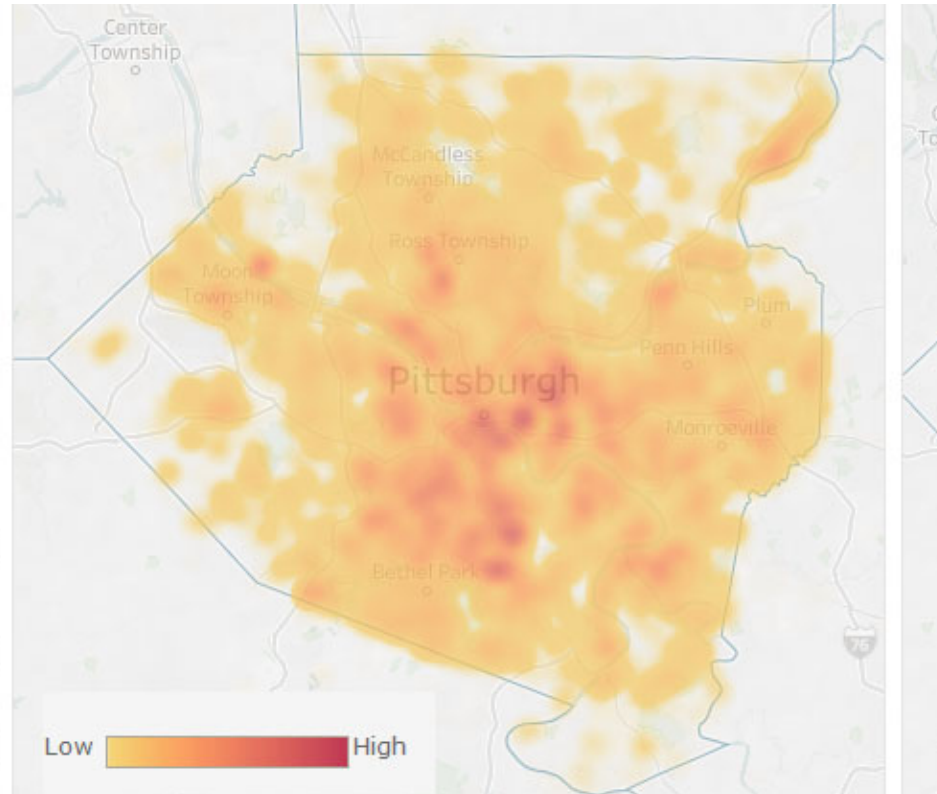 Center
Township
McCandless
Township
Ross Township
Moon
Township
Plum
Penn Hills
Pittsburgh
Monroeville
Bethel Park
76
Low
High